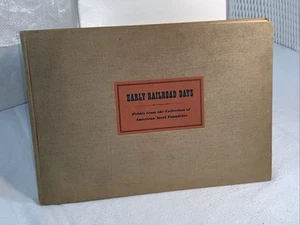 EARLY RAILROAD DAYS
Prints from the Collection of
American Steel Foundries